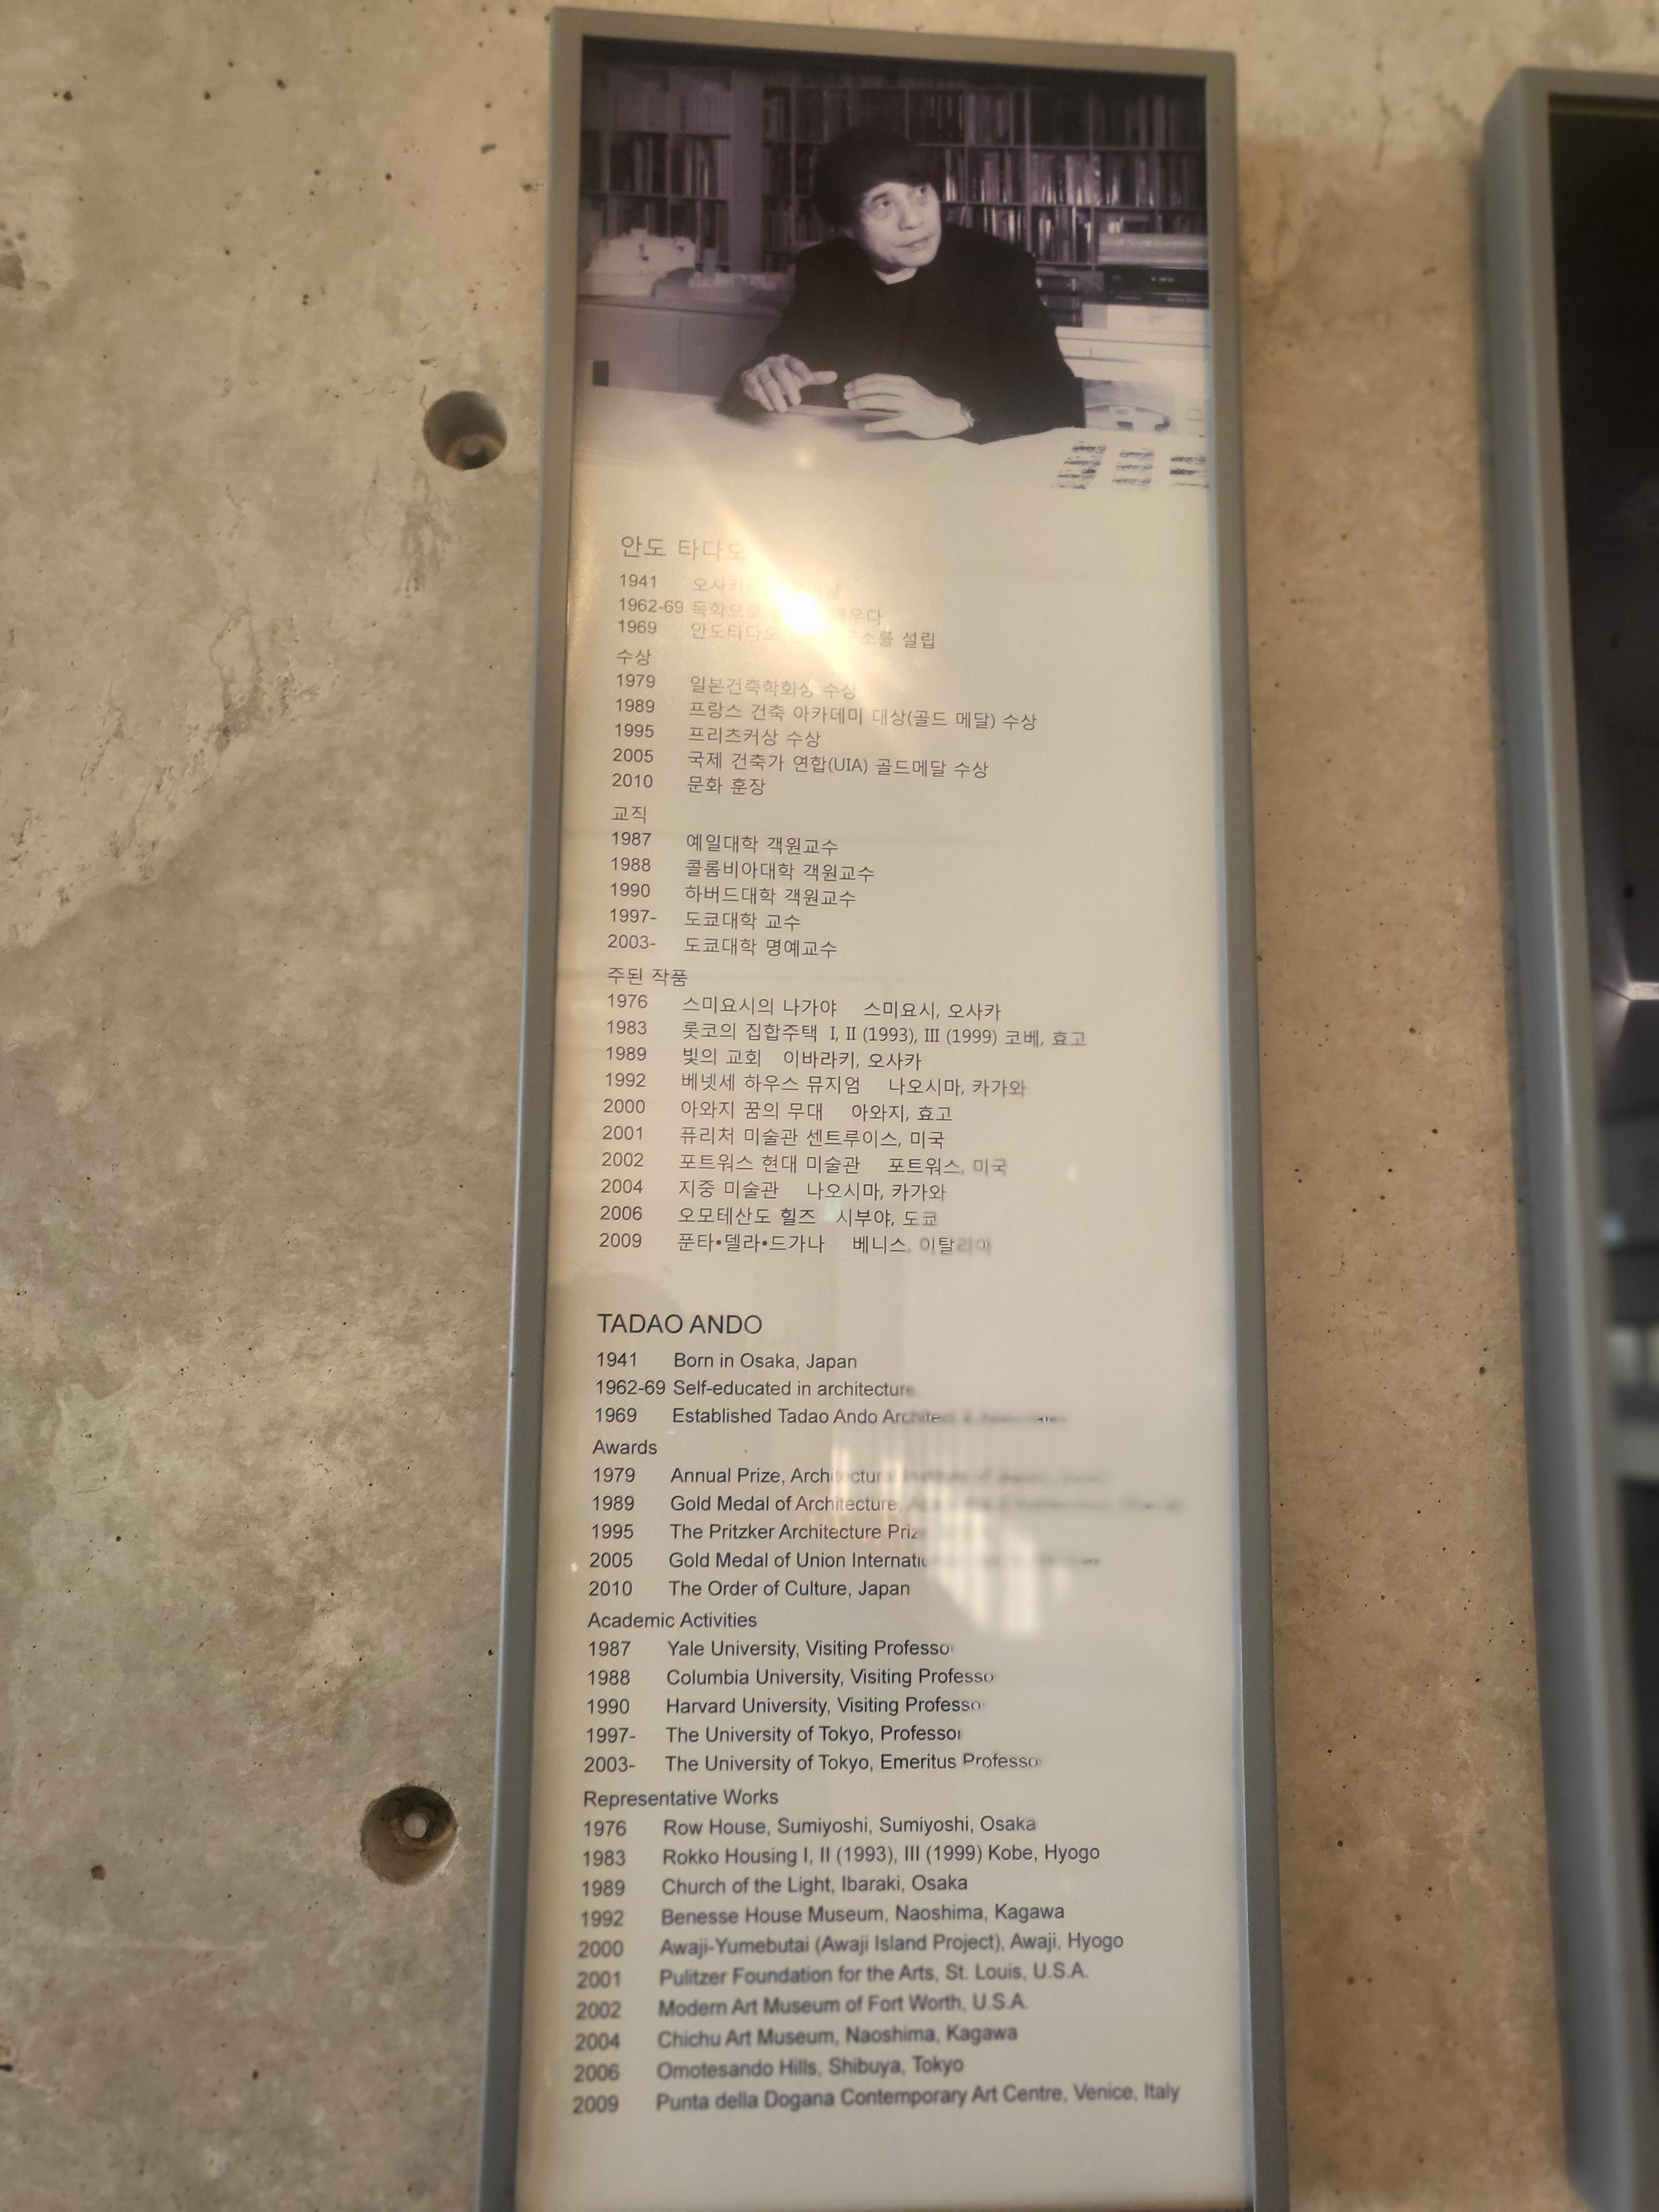 안도 타다오
1941 오사카
1962-69 독학으로 배우다
1969 안도타다오 설립
수상
1979 일본건축학회상 수상
1989 프랑스 건축 아카데미 대상(골드 메달) 수상
1995 프리츠커상 수상
2005 국제 건축가 연합(UIA) 골드메달 수상
2010 문화 훈장
교직
1987 예일대학 객원교수
1988 콜롬비아대학 객원교수
1990 하버드대학 객원교수
1997- 도쿄대학 교수
2003- 도쿄대학 명예교수
주된 작품
1976 스미요시의 나가야 스미요시, 오사카
1983 롯코의 집합주택 I, II (1993), III (1999) 코베, 효고
1989 빛의 교회 이바라키, 오사카
1992 베넷세 하우스 뮤지엄 나오시마, 카가와
2000 아와지 꿈의 무대 아와지, 효고
2001 퓨리처 미술관 센트루이스, 미국
2002 포트워스 현대 미술관 포트워스, 미국
2004 지중 미술관 나오시마, 카가와
2006 오모테산도 힐즈 시부야, 도쿄
2009 푼타•델라•드가나 베니스, 이탈리아
TADAO ANDO
1941 Born in Osaka, Japan
1962-69 Self-educated in architecture
1969 Established Tadao Ando Architect
Awards
1979 Annual Prize, Architectural
1989 Gold Medal of Architecture,
1995 The Pritzker Architecture Prize
2005 Gold Medal of Union
2010 The Order of Culture, Japan
Academic Activities
1987 Yale University, Visiting Professor
1988 Columbia University, Visiting Professor
1990 Harvard University, Visiting Professor
1997- The University of Tokyo, Professor
2003- The University of Tokyo, Emeritus Professor
Representative Works
1976 Row House, Sumiyoshi, Sumiyoshi, Osaka
1983 Rokko Housing I, II (1993), III (1999) Kobe, Hyogo
1989 Church of the Light, Ibaraki, Osaka
1992 Benesse House Museum, Naoshima, Kagawa
2000 Awaji-Yumebutai (Awaji Island Project), Awaji, Hyogo
2001 Pulitzer Foundation for the Arts, St. Louis, U.S.A.
2002 Modern Art Museum of Fort Worth, U.S.A.
2004 Chichu Art Museum, Naoshima, Kagawa
2006 Omotesando Hills, Shibuya, Tokyo
2009 Punta della Dogana Contemporary Art Centre, Venice, Italy